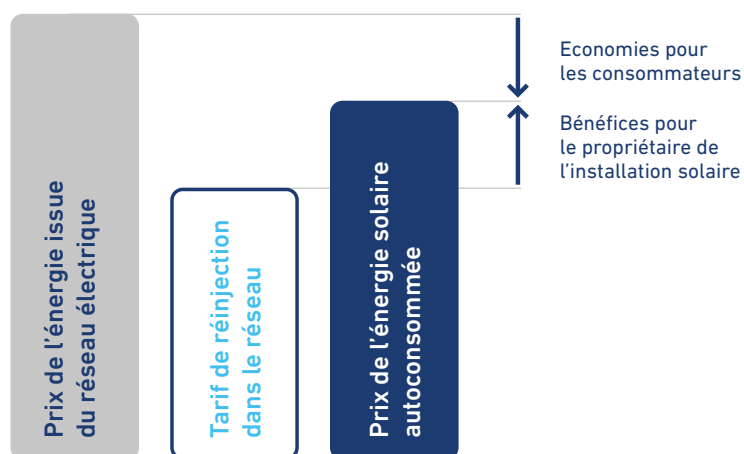 Prix de l'énergie issue
du réseau électrique
Tarif de réinjection
dans le réseau
Prix de l'énergie solaire
autoconsommée
Economies pour
les consommateurs
Bénéfices pour
le propriétaire de
l'installation solaire